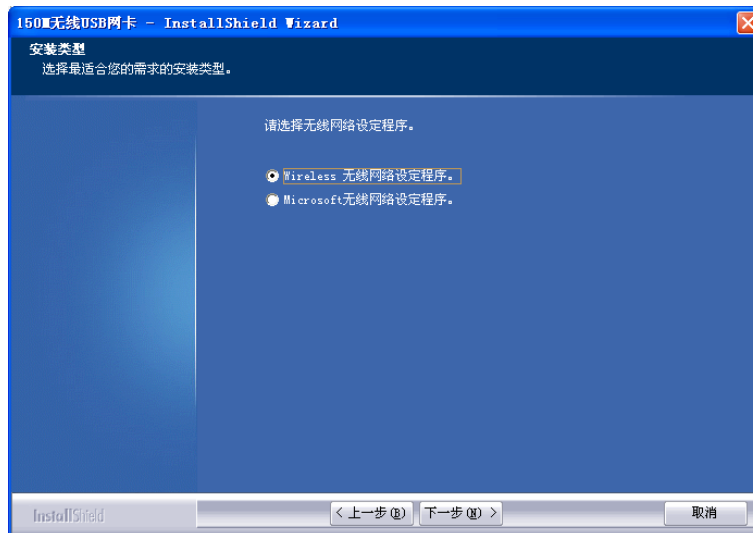 150M无线USB网卡 - InstallShield Wizard
安装类型
选择最适合您的需求的安装类型。
请选择无线网络设定程序。
Wireless 无线网络设定程序。
Microsoft无线网络设定程序。
InstallShield
< 上一步(B) 下一步(N) > 取消